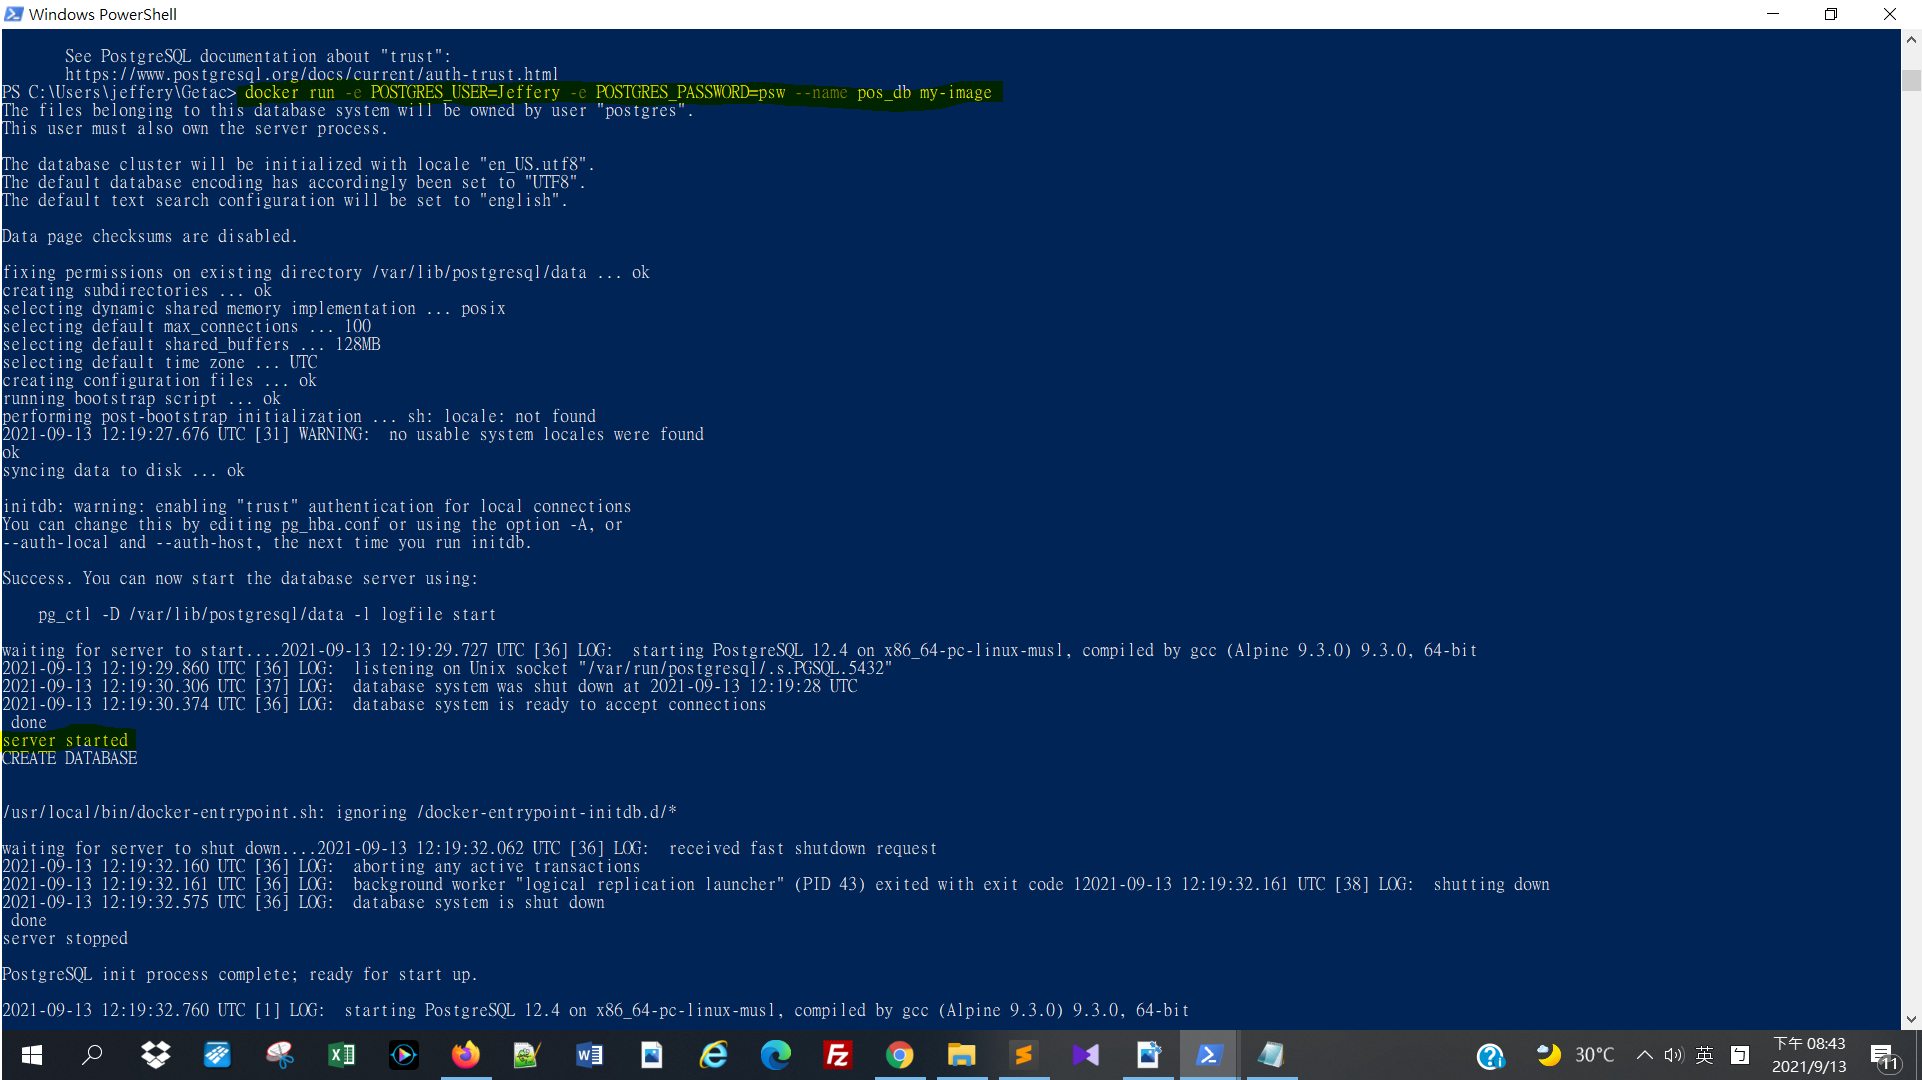 Windows PowerShell
See PostgreSQL documentation about "trust":
https://www.postgresql.org/docs/current/auth-trust.html
PS C:\Users\jeffery\Getac> docker run -e POSTGRES_USER=Jeffery -e POSTGRES_PASSWORD=psw --name pos_db my-image
The files belonging to this database system will be owned by user "postgres".
This user must also own the server process.
The database cluster will be initialized with locale "en_US.utf8".
The default database encoding has accordingly been set to "UTF8".
The default text search configuration will be set to "english".
Data page checksums are disabled.
fixing permissions on existing directory /var/lib/postgresql/data ... ok
creating subdirectories ... ok
selecting dynamic shared memory implementation ... posix
selecting default max_connections ... 100
selecting default shared_buffers ... 128MB
selecting default time zone ... UTC
creating configuration files ... ok
running bootstrap script ... ok
performing post-bootstrap initialization ... sh: locale: not found
2021-09-13 12:19:27.676 UTC [31] WARNING:  no usable system locales were found
ok
syncing data to disk ... ok
initdb: warning: enabling "trust" authentication for local connections
You can change this by editing pg_hba.conf or using the option -A, or
--auth-local and --auth-host, the next time you run initdb.
Success. You can now start the database server using:
pg_ctl -D /var/lib/postgresql/data -l logfile start
waiting for server to start....2021-09-13 12:19:29.727 UTC [36] LOG:  starting PostgreSQL 12.4 on x86_64-pc-linux-musl, compiled by gcc (Alpine 9.3.0) 9.3.0, 64-bit
2021-09-13 12:19:29.860 UTC [36] LOG:  listening on Unix socket "/var/run/postgresql/.s.PGSQL.5432"
2021-09-13 12:19:30.306 UTC [37] LOG:  database system was shut down at 2021-09-13 12:19:28 UTC
2021-09-13 12:19:30.374 UTC [36] LOG:  database system is ready to accept connections
done
server started
CREATE DATABASE
/usr/local/bin/docker-entrypoint.sh: ignoring /docker-entrypoint-initdb.d/*
waiting for server to shut down....2021-09-13 12:19:32.062 UTC [36] LOG:  received fast shutdown request
2021-09-13 12:19:32.160 UTC [36] LOG:  aborting any active transactions
2021-09-13 12:19:32.161 UTC [36] LOG:  background worker "logical replication launcher" (PID 43) exited with exit code 12021-09-13 12:19:32.161 UTC [38] LOG:  shutting down
2021-09-13 12:19:32.575 UTC [36] LOG:  database system is shut down
done
server stopped
PostgreSQL init process complete; ready for start up.
2021-09-13 12:19:32.760 UTC [1] LOG:  starting PostgreSQL 12.4 on x86_64-pc-linux-musl, compiled by gcc (Alpine 9.3.0) 9.3.0, 64-bit
30°C
英
下午 08:43
2021/9/13
11